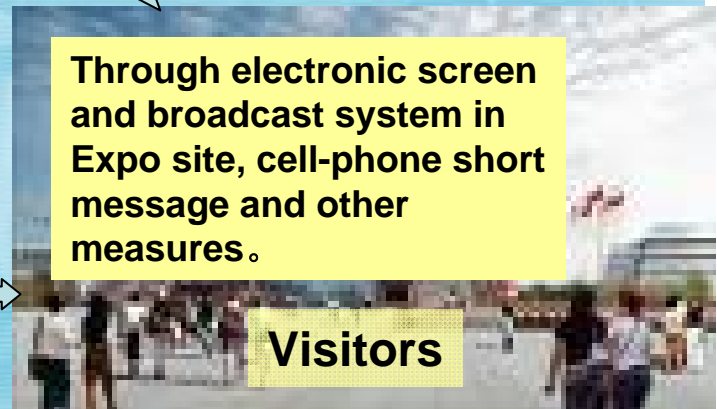 Through electronic screen
and broadcast system in
Expo site, cell-phone short
message and other
measures。
Visitors